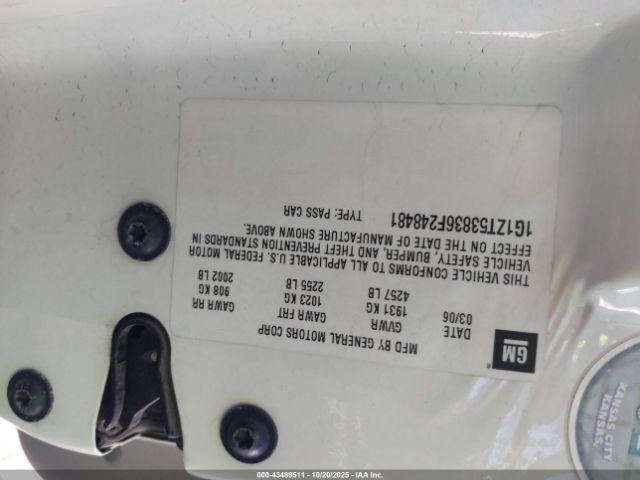 GM
MFD BY GENERAL MOTORS CORP
DATE GVWR GAWR FRT GAWR RR
03/06 1931 KG 1023 KG 908 KG
4257 LB 2255 LB 2002 LB
THIS VEHICLE CONFORMS TO ALL APPLICABLE U.S. FEDERAL MOTOR
VEHICLE SAFETY, BUMPER, AND THEFT PREVENTION STANDARDS IN
EFFECT ON THE DATE OF MANUFACTURE SHOWN ABOVE.
1G1ZT53836F248481 TYPE: PASS CAR
KANSAS CITY
KANSAS.
000-43489511 - 10/20/2025 - Copyright © IAA, LLC